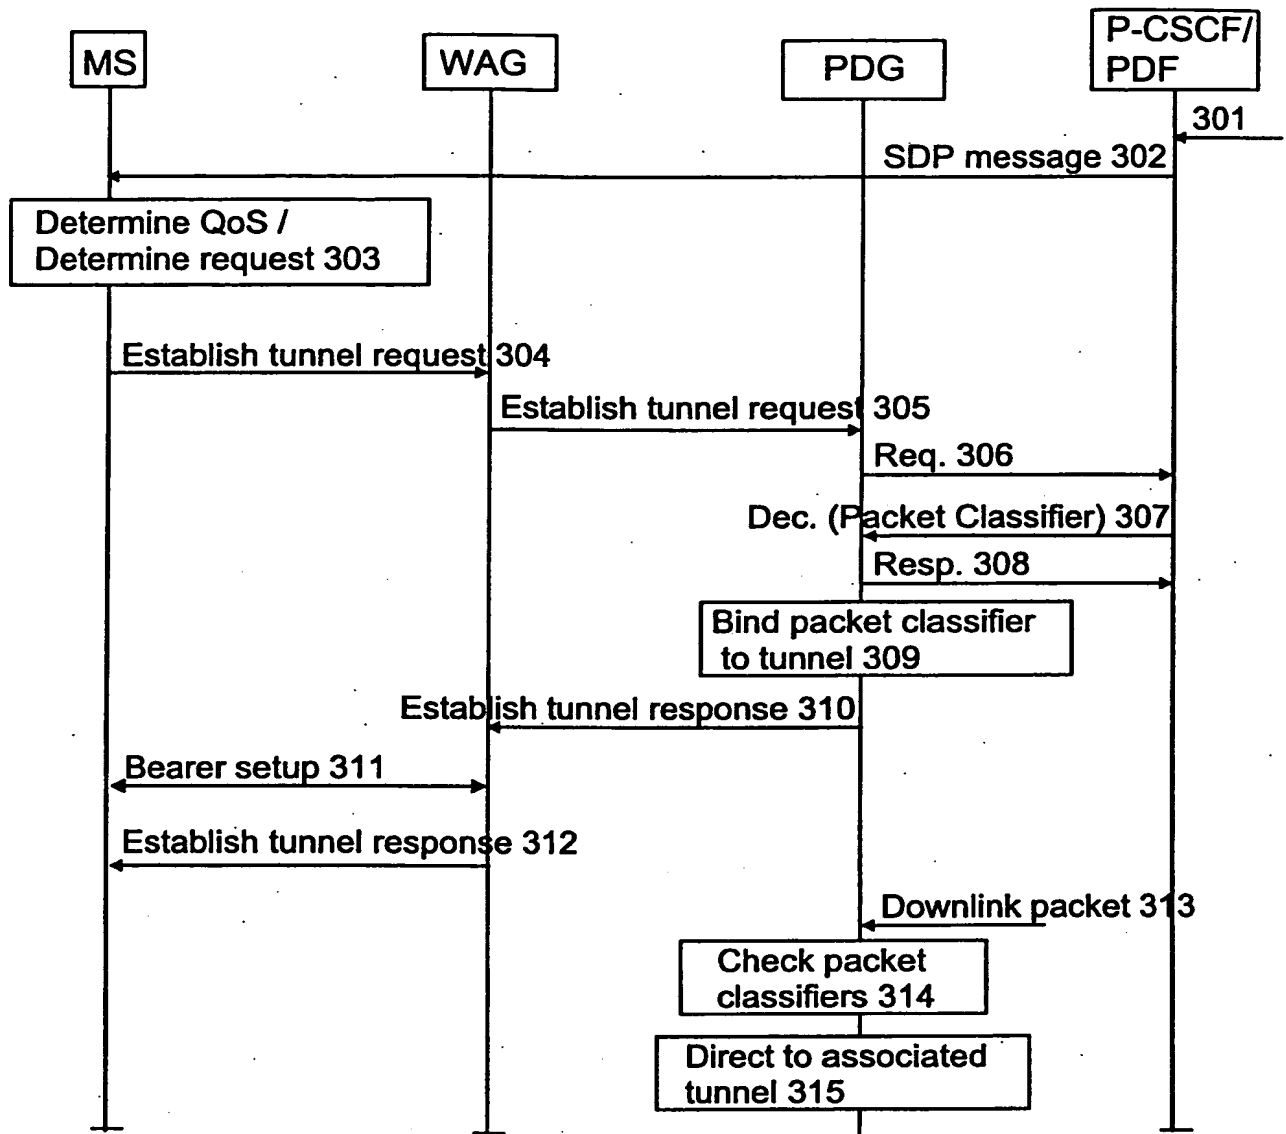 MS
WAG
PDG
P-CSCF/
PDF
301
SDP message 302
Determine QoS /
Determine request 303
Establish tunnel request 304
Establish tunnel request 305
Req. 306
Dec. (Packet Classifier) 307
Resp. 308
Bind packet classifier
to tunnel 309
Establish tunnel response 310
Bearer setup 311
Establish tunnel response 312
Downlink packet 313
Check packet
classifiers 314
Direct to associated
tunnel 315